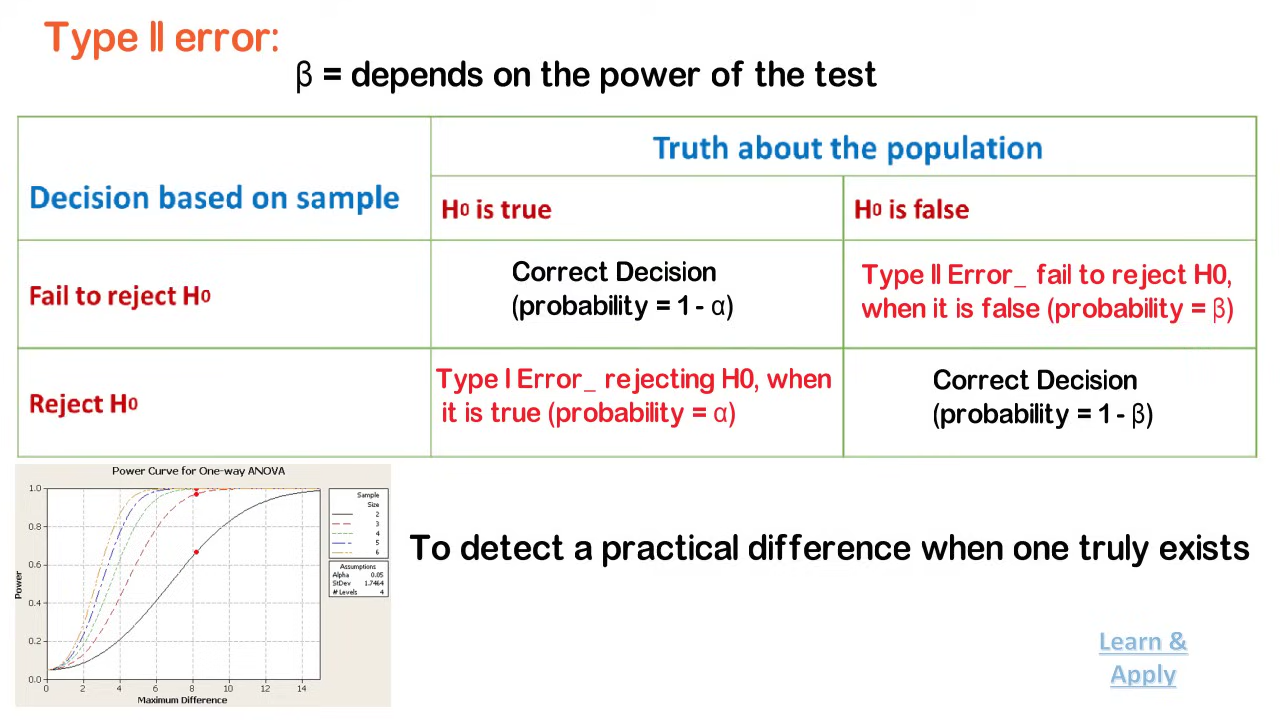 Type II error:
β = depends on the power of the test
Truth about the population
Decision based on sample
H0 is true
H0 is false
Fail to reject H0
Correct Decision
(probability = 1 - α)
Type II Error_ fail to reject H0,
when it is false (probability = β)
Reject H0
Type I Error_ rejecting H0, when
it is true (probability = α)
Correct Decision
(probability = 1 - β)
Power Curve for One-way ANOVA
1.0
0.8
0.6
0.4
0.2
0.0
Power
0 2 4 6 8 10 12 14
Maximum Difference
Sample
Size
2
3
4
5
6
Assumptions
Alpha 0.05
StDev 1.7464
# Levels 4
To detect a practical difference when one truly exists
Learn &
Apply